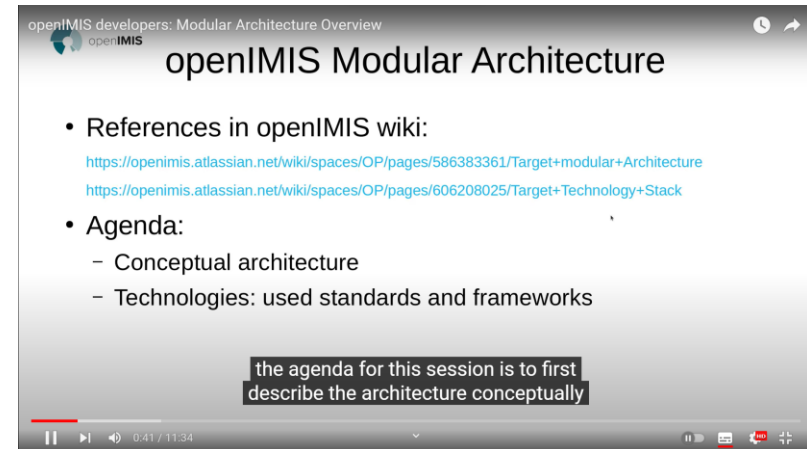 openIMIS developers: Modular Architecture Overview
openIMIS
openIMIS Modular Architecture
• References in openIMIS wiki:
https://openimis.atlassian.net/wiki/spaces/OP/pages/586383361/Target+modular+Architecture
https://openimis.atlassian.net/wiki/spaces/OP/pages/606208025/Target+Technology+Stack
• Agenda:
– Conceptual architecture
– Technologies: used standards and frameworks
the agenda for this session is to first
describe the architecture conceptually
0:41 / 11:34
HD